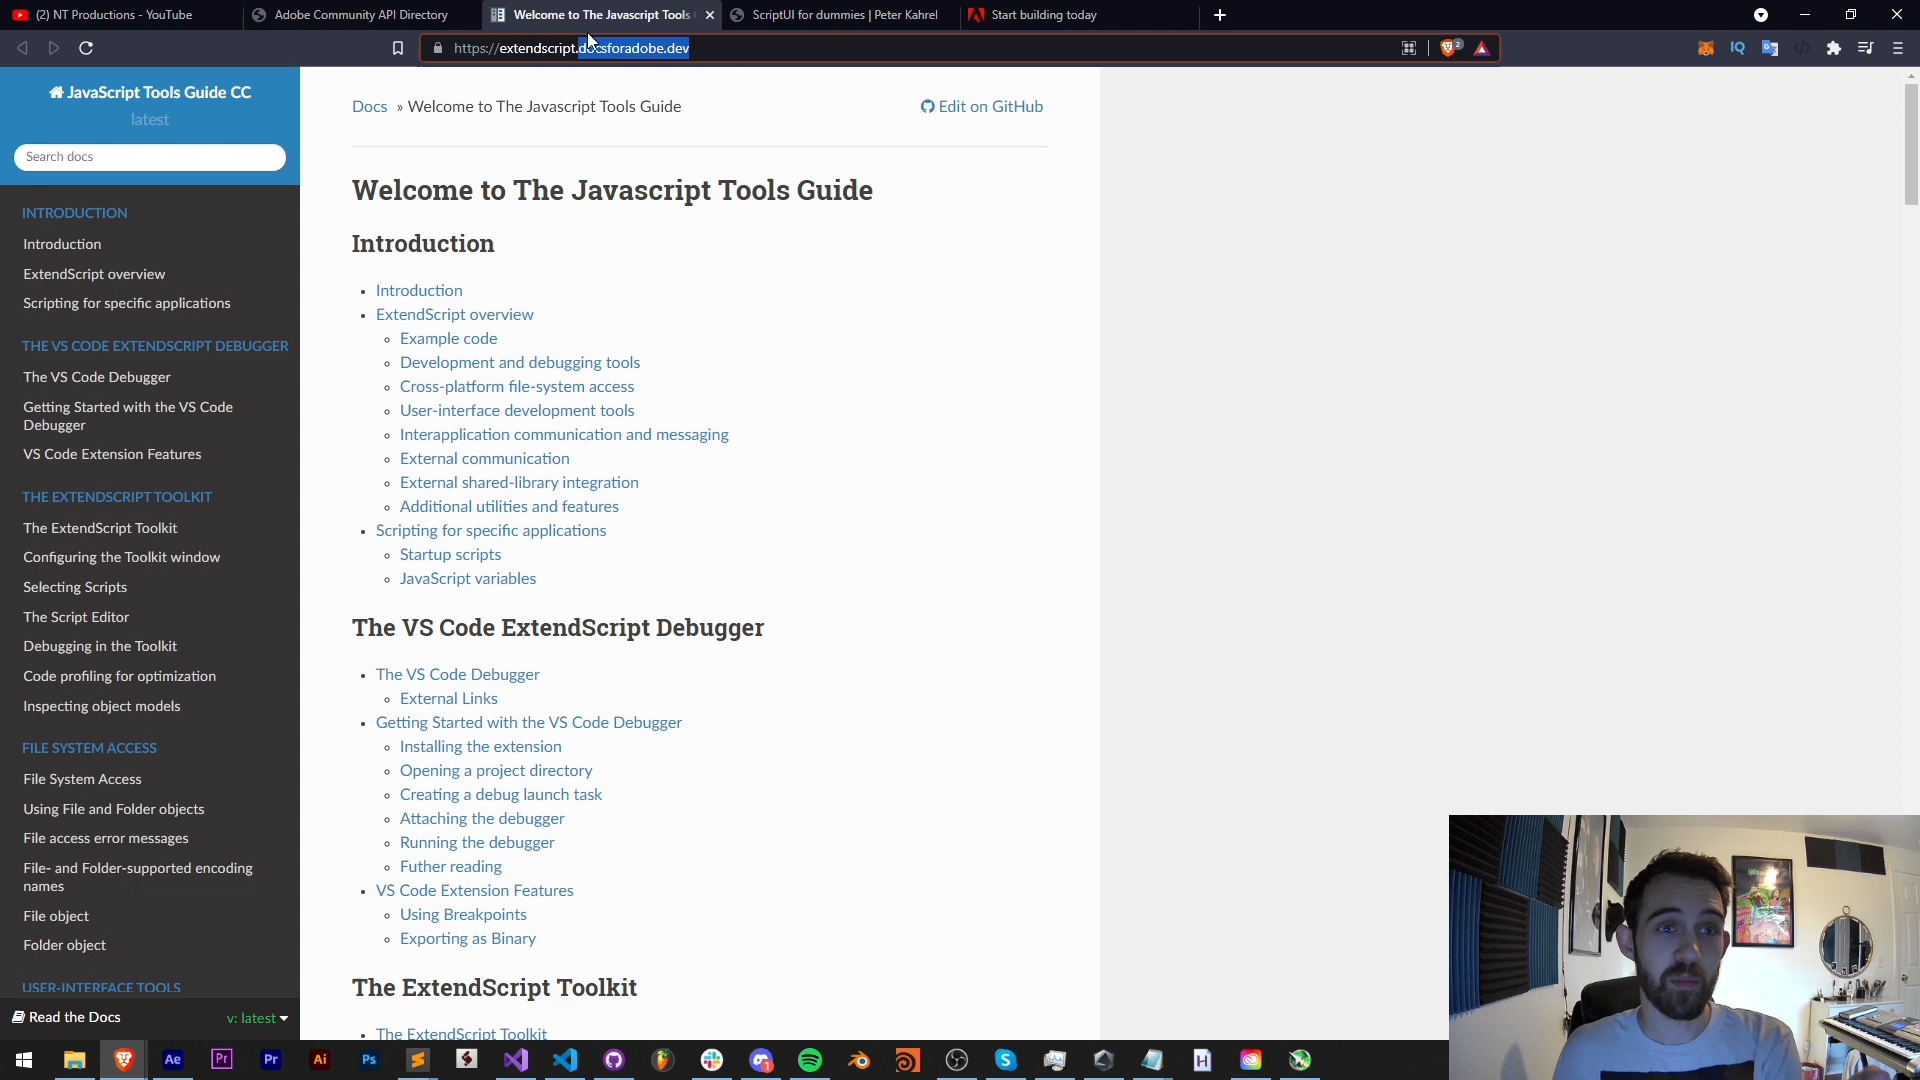 (2) NT Productions - YouTube
Adobe Community API Directory
Welcome to The Javascript Tools
ScriptUI for dummies | Peter Kahrel
Start building today
https://extendscript.docsforadobe.dev
2
IQ
JavaScript Tools Guide CC
latest
Search docs
INTRODUCTION
Introduction
ExtendScript overview
Scripting for specific applications
THE VS CODE EXTENDSCRIPT DEBUGGER
The VS Code Debugger
Getting Started with the VS Code
Debugger
VS Code Extension Features
THE EXTENDSCRIPT TOOLKIT
The ExtendScript Toolkit
Configuring the Toolkit window
Selecting Scripts
The Script Editor
Debugging in the Toolkit
Code profiling for optimization
Inspecting object models
FILE SYSTEM ACCESS
File System Access
Using File and Folder objects
File access error messages
File- and Folder-supported encoding
names
File object
Folder object
USER-INTERFACE TOOLS
Read the Docs
v: latest
Docs » Welcome to The Javascript Tools Guide
Edit on GitHub
Welcome to The Javascript Tools Guide
Introduction
Introduction
ExtendScript overview
Example code
Development and debugging tools
Cross-platform file-system access
User-interface development tools
Interapplication communication and messaging
External communication
External shared-library integration
Additional utilities and features
Scripting for specific applications
Startup scripts
JavaScript variables
The VS Code ExtendScript Debugger
The VS Code Debugger
External Links
Getting Started with the VS Code Debugger
Installing the extension
Opening a project directory
Creating a debug launch task
Attaching the debugger
Running the debugger
Futher reading
VS Code Extension Features
Using Breakpoints
Exporting as Binary
The ExtendScript Toolkit
The ExtendScript Toolkit
Ae
Pr
Pr
Ai
Ps
S
H